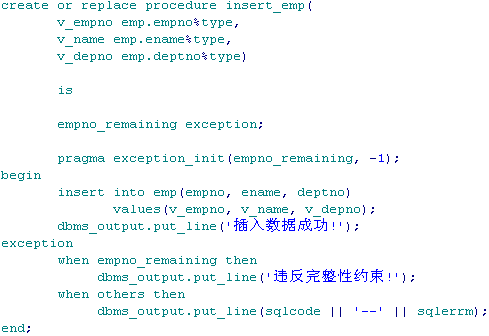 create or replace procedure insert_emp(
v_empno emp.empno%type,
v_name emp.ename%type,
v_depno emp.deptno%type)
is
empno_remaining exception;
pragma exception_init(empno_remaining, -1);
begin
insert into emp(empno, ename, deptno)
values(v_empno, v_name, v_depno);
dbms_output.put_line('插入数据成功!');
exception
when empno_remaining then
dbms_output.put_line('违反完整性约束!');
when others then
dbms_output.put_line(sqlcode || '--' || sqlerrm);
end;